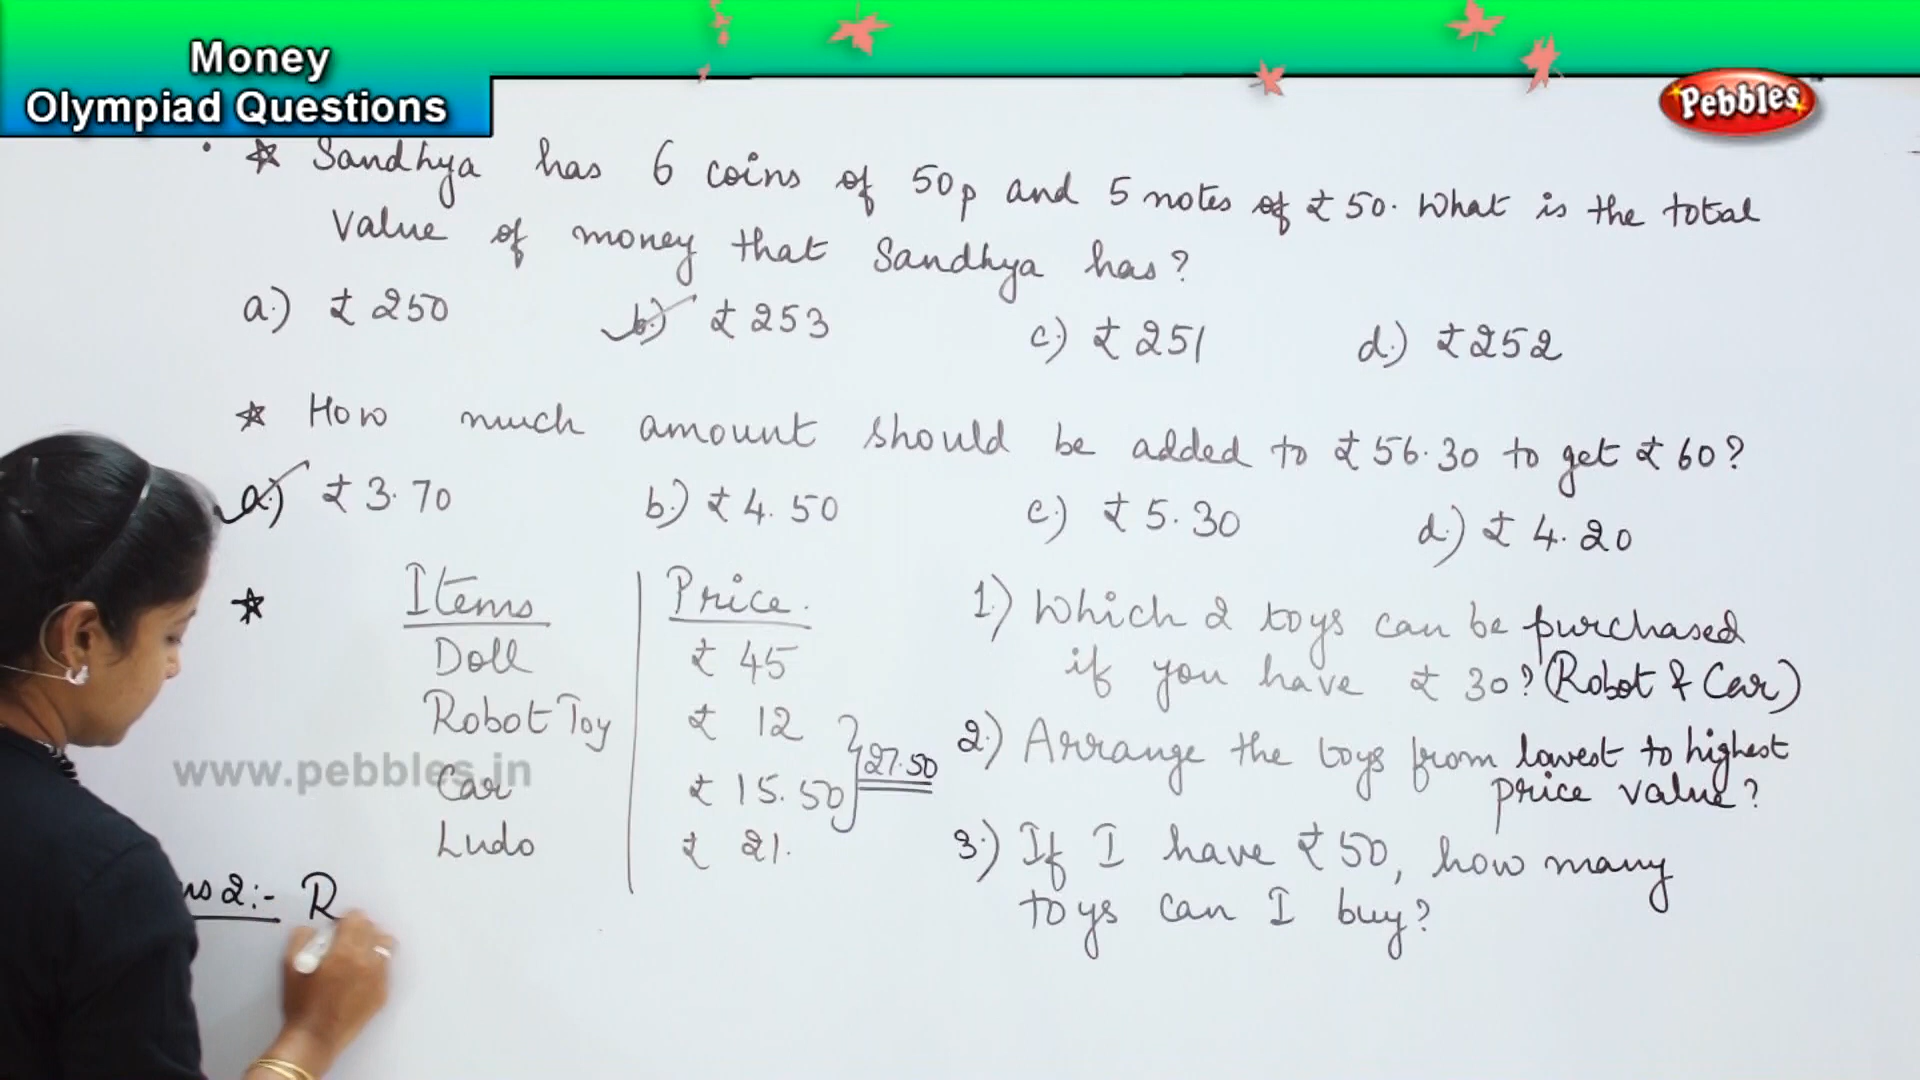 Money
Olympiad Questions
Pebbles
☆ Sandhya has 6 coins of 50p and 5 notes of ₹ 50. What is the total
value of money that Sandhya has?
a.) ₹ 250 b.) ₹ 253 c.) ₹ 251 d.) ₹ 252
☆ How much amount should be added to ₹ 56.30 to get ₹ 60?
a.) ₹ 3.70 b.) ₹ 4.50 c.) ₹ 5.30 d.) ₹ 4.20
☆ Items Price.
Doll ₹ 45
Robot Toy ₹ 12
Car ₹ 15.50
Ludo ₹ 21.
27.50
1.) Which 2 toys can be purchased
if you have ₹ 30? (Robot & Car)
2.) Arrange the toys from lowest to highest
price value?
3.) If I have ₹ 50, how many
toys can I buy?
www.pebbles.in
2:- R